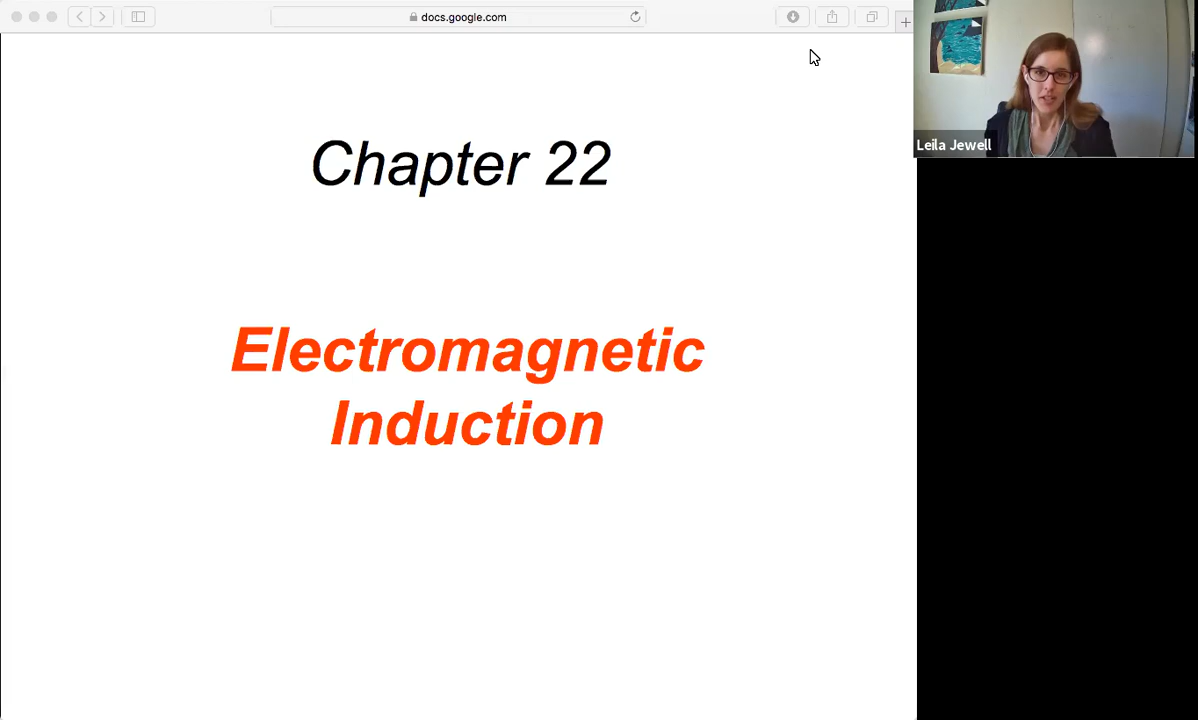 docs.google.com
Leila Jewell
Chapter 22
Electromagnetic
Induction